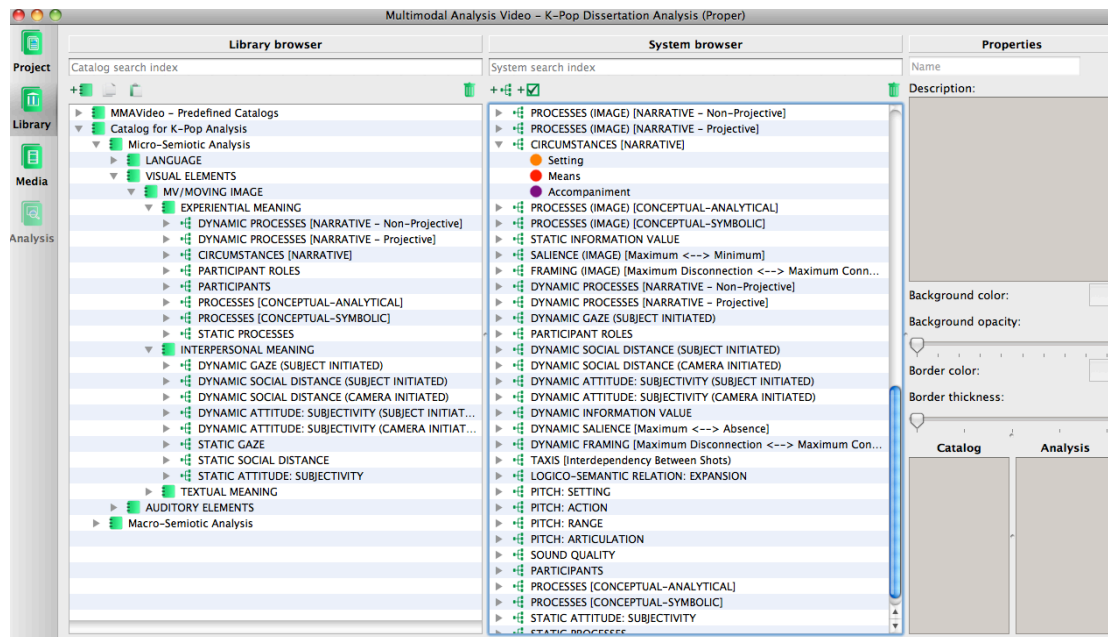 Multimodal Analysis Video - K-Pop Dissertation Analysis (Proper)
Project
Library
Media
Analysis
Library browser
Catalog search index
MMAVideo - Predefined Catalogs
Catalog for K-Pop Analysis
Micro-Semiotic Analysis
LANGUAGE
VISUAL ELEMENTS
MV/MOVING IMAGE
EXPERIENTIAL MEANING
DYNAMIC PROCESSES [NARRATIVE - Non-Projective]
DYNAMIC PROCESSES [NARRATIVE - Projective]
CIRCUMSTANCES [NARRATIVE]
PARTICIPANT ROLES
PARTICIPANTS
PROCESSES [CONCEPTUAL-ANALYTICAL]
PROCESSES [CONCEPTUAL-SYMBOLIC]
STATIC PROCESSES
INTERPERSONAL MEANING
DYNAMIC GAZE (SUBJECT INITIATED)
DYNAMIC SOCIAL DISTANCE (SUBJECT INITIATED)
DYNAMIC SOCIAL DISTANCE (CAMERA INITIATED)
DYNAMIC ATTITUDE: SUBJECTIVITY (SUBJECT INITIAT...
DYNAMIC ATTITUDE: SUBJECTIVITY (CAMERA INITIAT...
STATIC GAZE
STATIC SOCIAL DISTANCE
STATIC ATTITUDE: SUBJECTIVITY
TEXTUAL MEANING
AUDITORY ELEMENTS
Macro-Semiotic Analysis
System browser
System search index
PROCESSES (IMAGE) [NARRATIVE - Non-Projective]
PROCESSES (IMAGE) [NARRATIVE - Projective]
CIRCUMSTANCES [NARRATIVE]
Setting
Means
Accompaniment
PROCESSES (IMAGE) [CONCEPTUAL-ANALYTICAL]
PROCESSES (IMAGE) [CONCEPTUAL-SYMBOLIC]
STATIC INFORMATION VALUE
SALIENCE (IMAGE) [Maximum <--> Minimum]
FRAMING (IMAGE) [Maximum Disconnection <--> Maximum Conn...
DYNAMIC PROCESSES [NARRATIVE - Non-Projective]
DYNAMIC PROCESSES [NARRATIVE - Projective]
DYNAMIC GAZE (SUBJECT INITIATED)
PARTICIPANT ROLES
DYNAMIC SOCIAL DISTANCE (SUBJECT INITIATED)
DYNAMIC SOCIAL DISTANCE (CAMERA INITIATED)
DYNAMIC ATTITUDE: SUBJECTIVITY (SUBJECT INITIATED)
DYNAMIC ATTITUDE: SUBJECTIVITY (CAMERA INITIATED)
DYNAMIC INFORMATION VALUE
DYNAMIC SALIENCE [Maximum <--> Absence]
DYNAMIC FRAMING [Maximum Disconnection <--> Maximum Con...
TAXIS [Interdependency Between Shots)
LOGICO-SEMANTIC RELATION: EXPANSION
PITCH: SETTING
PITCH: ACTION
PITCH: RANGE
PITCH: ARTICULATION
SOUND QUALITY
PARTICIPANTS
PROCESSES [CONCEPTUAL-ANALYTICAL]
PROCESSES [CONCEPTUAL-SYMBOLIC]
STATIC ATTITUDE: SUBJECTIVITY
STATIC PROCESSES
Properties
Name
Description:
Background color:
Background opacity:
Border color:
Border thickness:
Catalog
Analysis